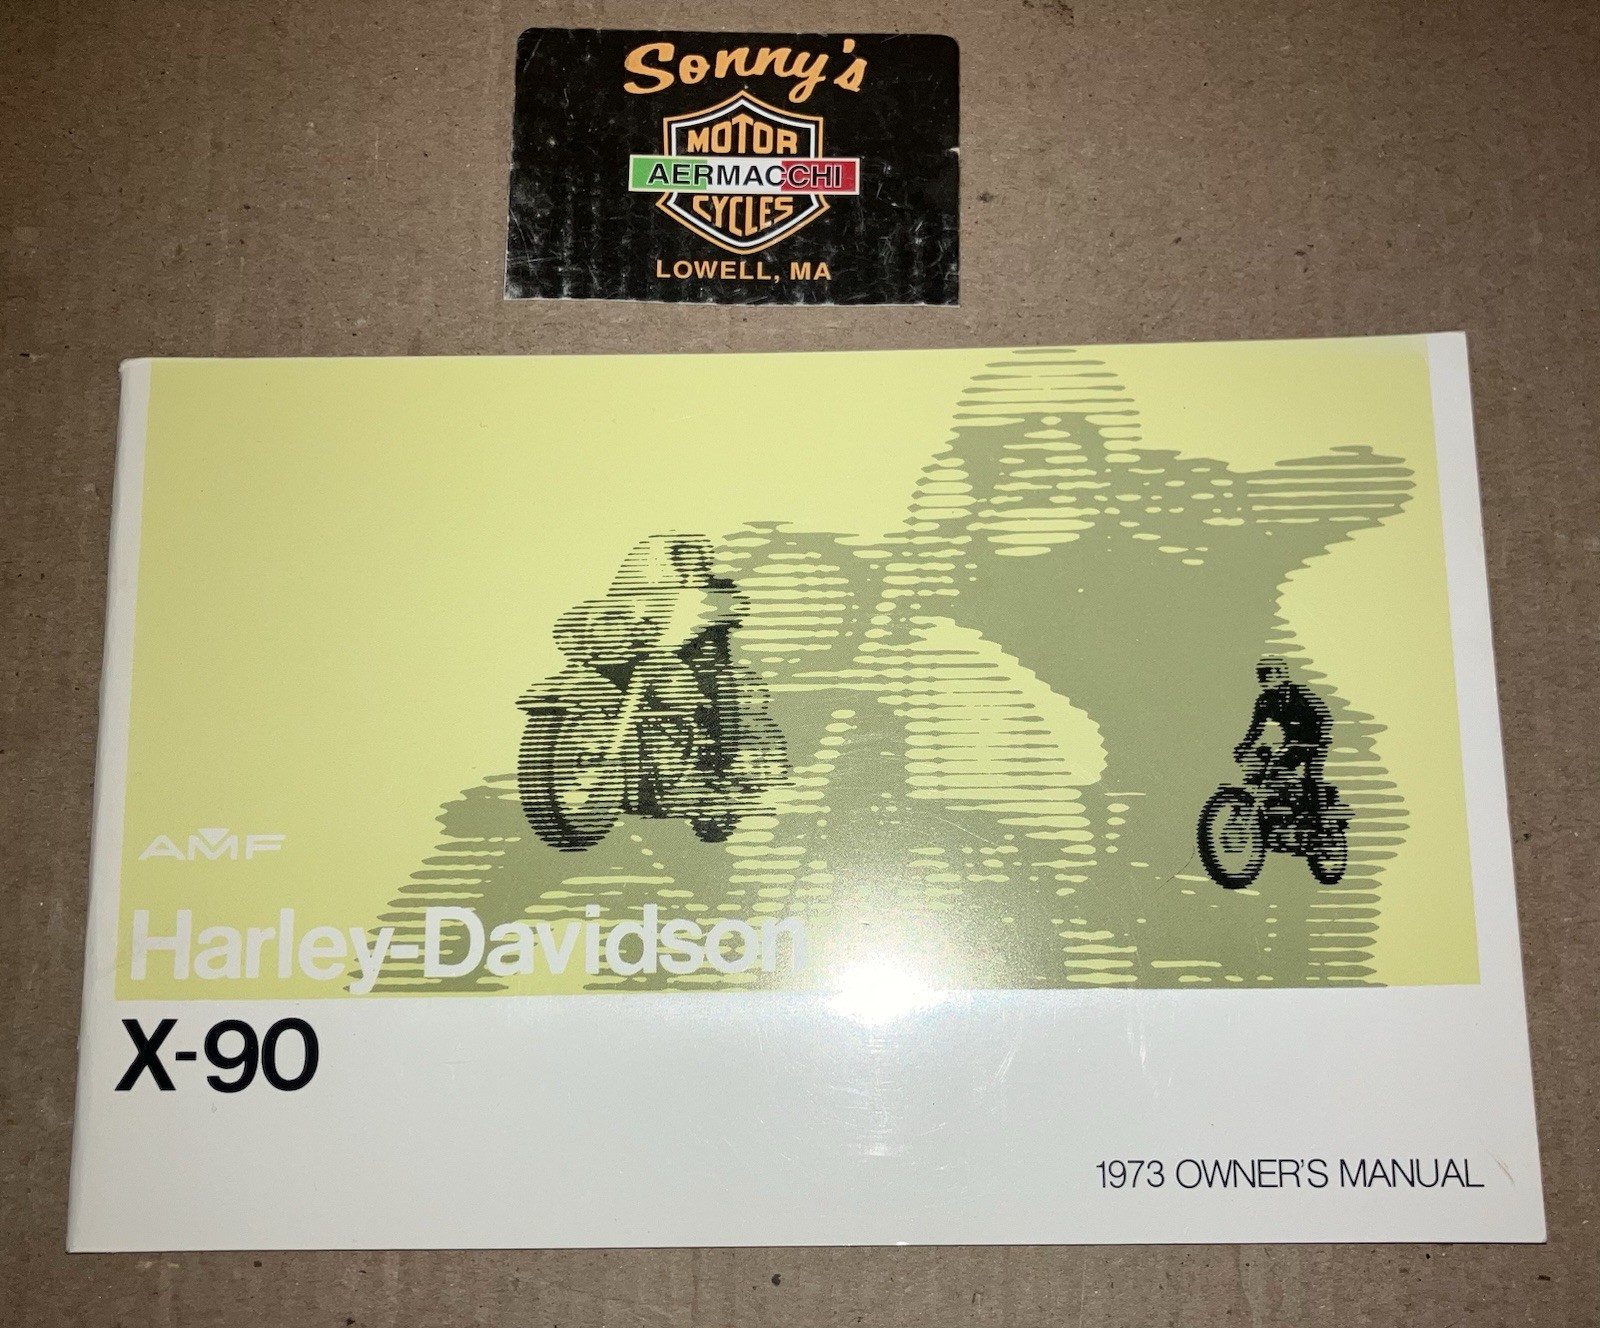 Sonny's
MOTOR
AERMACCHI
CYCLES
LOWELL, MA
AMF
Harley-Davidson
X-90
1973 OWNER'S MANUAL